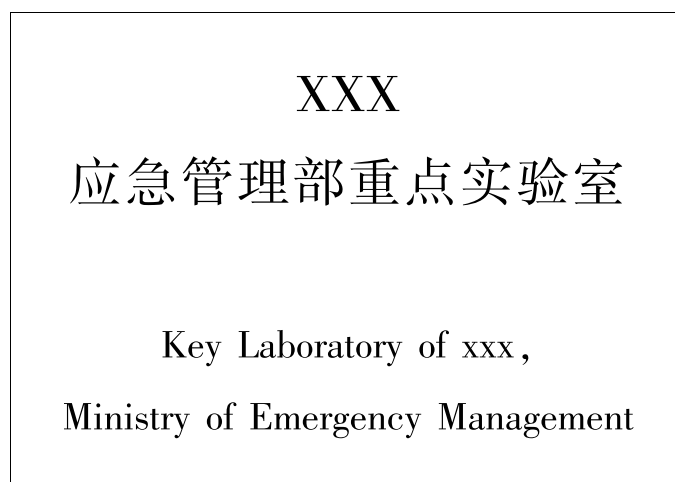 XXX
应急管理部重点实验室
Key Laboratory of xxx,
Ministry of Emergency Management